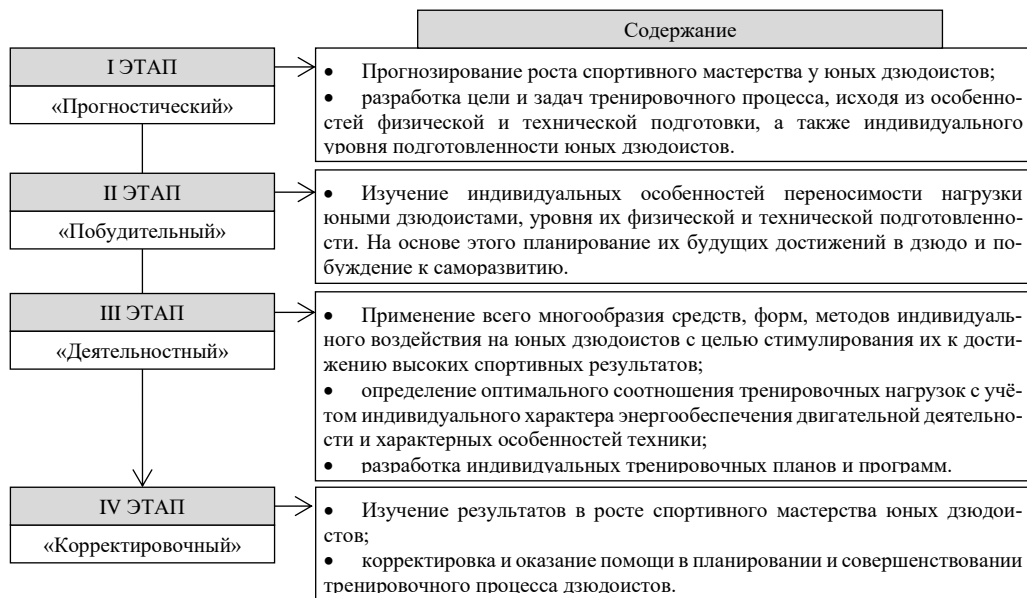 Содержание
I ЭТАП
«Прогностический»
• Прогнозирование роста спортивного мастерства у юных дзюдоистов;
• разработка цели и задач тренировочного процесса, исходя из особен-
ностей физической и технической подготовки, а также индивидуального
уровня подготовленности юных дзюдоистов.
II ЭТАП
«Побудительный»
• Изучение индивидуальных особенностей переносимости нагрузки
юными дзюдоистами, уровня их физической и технической подготовленно-
сти. На основе этого планирование их будущих достижений в дзюдо и по-
буждение к саморазвитию.
III ЭТАП
«Деятельностный»
• Применение всего многообразия средств, форм, методов индивидуаль-
ного воздействия на юных дзюдоистов с целью стимулирования их к дости-
жению высоких спортивных результатов;
• определение оптимального соотношения тренировочных нагрузок с учё-
том индивидуального характера энергообеспечения двигательной деятельно-
сти и характерных особенностей техники;
• разработка индивидуальных тренировочных планов и программ.
IV ЭТАП
«Корректировочный»
• Изучение результатов в росте спортивного мастерства юных дзюдои-
стов;
• корректировка и оказание помощи в планировании и совершенствовании
тренировочного процесса дзюдоистов.